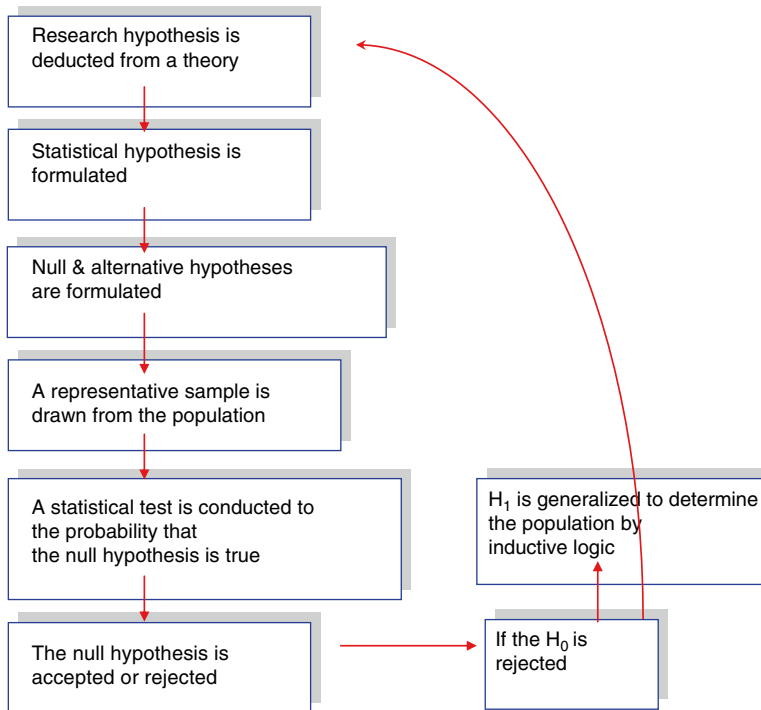 Research hypothesis is
deducted from a theory
Statistical hypothesis is
formulated
Null & alternative hypotheses
are formulated
A representative sample is
drawn from the population
A statistical test is conducted to
the probability that
the null hypothesis is true
The null hypothesis is
accepted or rejected
H₁ is generalized to determine
the population by
inductive logic
If the H₀ is
rejected